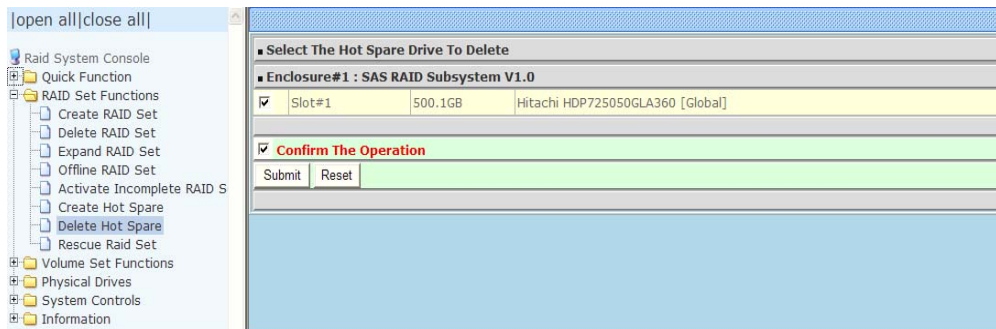 |open all|close all|
Raid System Console
Quick Function
RAID Set Functions
Create RAID Set
Delete RAID Set
Expand RAID Set
Offline RAID Set
Activate Incomplete RAID S
Create Hot Spare
Delete Hot Spare
Rescue Raid Set
Volume Set Functions
Physical Drives
System Controls
Information
Select The Hot Spare Drive To Delete
Enclosure#1 : SAS RAID Subsystem V1.0
Slot#1 500.1GB Hitachi HDP725050GLA360 [Global]
Confirm The Operation
Submit Reset